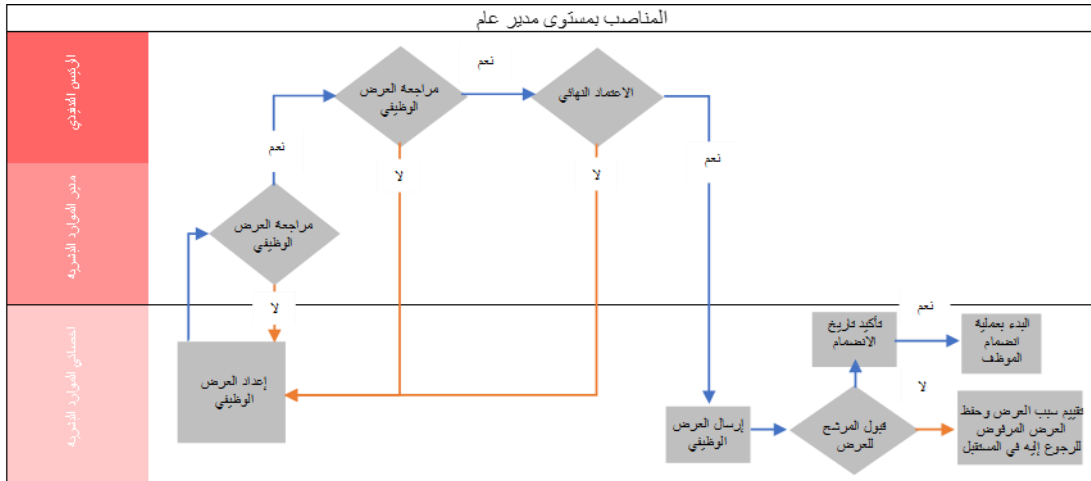 المناصب بمستوى مدير عام
الرئيس التنفيذي
مراجعة العرض
الوظيفي
نعم
الاعتماد النهائي
نعم
لا
لا
نعم
مدير الموارد البشرية
مراجعة العرض
الوظيفي
لا
اخصائي الموارد البشرية
إعداد العرض
الوظيفي
إرسال العرض
الوظيفي
قبول المرشح
للعرض
تأكيد تاريخ
الانضمام
نعم
البدء بعملية
انضمام
الموظف
لا
تقييم سبب العرض وحفظ
العرض المرفوض
للرجوع إليه في المستقبل